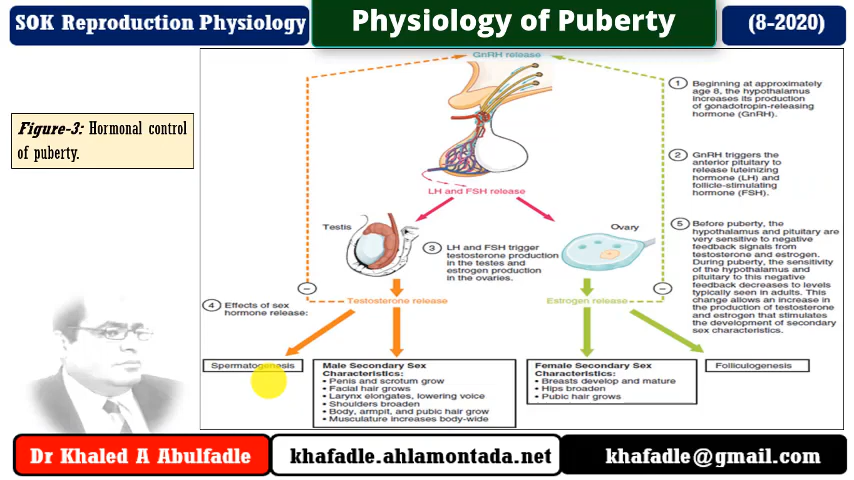 SOK Reproduction Physiology
Physiology of Puberty
(8-2020)
Figure-3: Hormonal control
of puberty.
GnRH release
1 Beginning at approximately
age 8, the hypothalamus
increases its production
of gonadotropin-releasing
hormone (GnRH).
2 GnRH triggers the
anterior pituitary to
release luteinizing
hormone (LH) and
follicle-stimulating
hormone (FSH).
LH and FSH release
Testis
Ovary
3 LH and FSH trigger
testosterone production
in the testes and
estrogen production
in the ovaries.
5 Before puberty, the
hypothalamus and pituitary are
very sensitive to negative
feedback signals from
testosterone and estrogen.
During puberty, the sensitivity
of the hypothalamus and
pituitary to this negative
feedback decreases to levels
typically seen in adults. This
change allows an increase in
the production of testosterone
and estrogen that stimulates
the development of secondary
sex characteristics.
−
−
4 Effects of sex
hormone release:
Testosterone release
Estrogen release
Spermatogenesis
Male Secondary Sex
Characteristics:
• Penis and scrotum grow
• Facial hair grows
• Larynx elongates, lowering voice
• Shoulders broaden
• Body, armpit, and pubic hair grow
• Musculature increases body-wide
Female Secondary Sex
Characteristics:
• Breasts develop and mature
• Hips broaden
• Pubic hair grows
Folliculogenesis
Dr Khaled A Abulfadle
khafadle.ahlamontada.net
khafadle@gmail.com